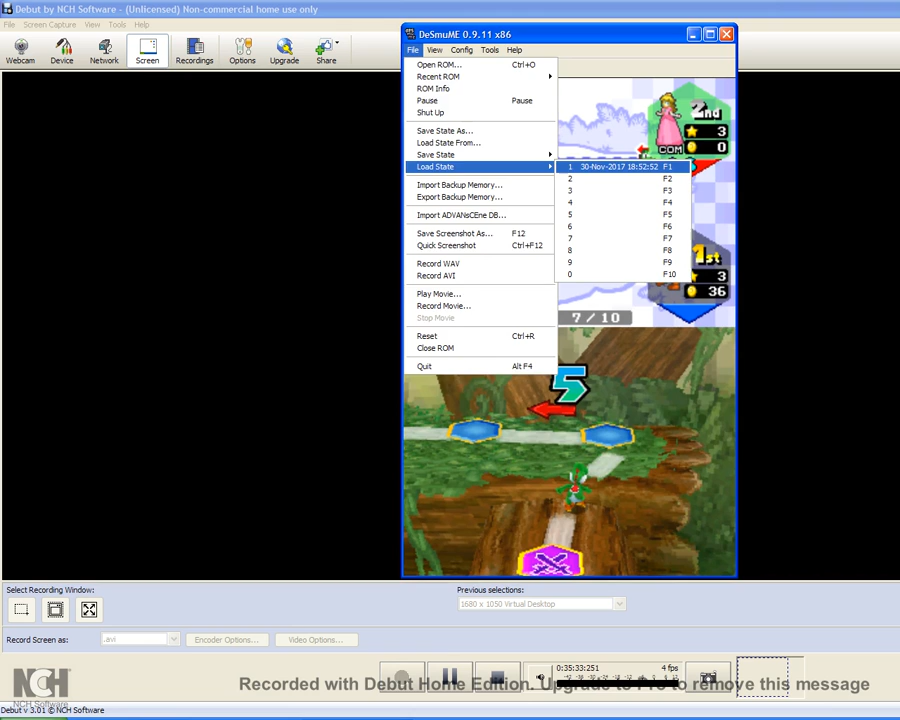 Debut by NCH Software - (Unlicensed) Non-commercial home use only
File Screen Capture View Tools Help
Webcam Device Network Screen Recordings Options Upgrade Share
DeSmuME 0.9.11 x86
File View Config Tools Help
Open ROM... Ctrl+O
Recent ROM
ROM Info
Pause Pause
Shut Up
Save State As...
Load State From...
Save State
Load State
Import Backup Memory...
Export Backup Memory...
Import ADVANsCEne DB...
Save Screenshot As... F12
Quick Screenshot Ctrl+F12
Record WAV
Record AVI
Play Movie...
Record Movie...
Stop Movie
Reset Ctrl+R
Close ROM
Quit Alt F4
1 30-Nov-2017 18:52:52 F1
2 F2
3 F3
4 F4
5 F5
6 F6
7 F7
8 F8
9 F9
0 F10
2nd
3
COM 0
1st
3
36
7/10
5
Select Recording Window:
Previous selections:
1680 x 1050 Virtual Desktop
Record Screen as: .avi Encoder Options... Video Options...
0:35:33:251 4 fps
NCH
NCH Software
Recorded with Debut Home Edition. Upgrade to Pro to remove this message
Debut v 3.01 © NCH Software